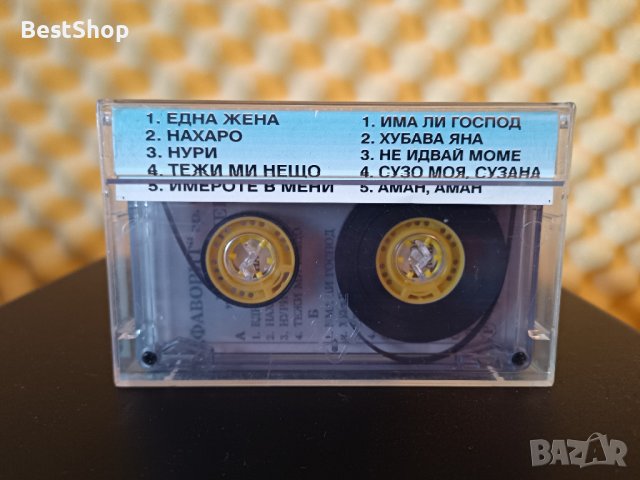 BestShop
1. ЕДНА ЖЕНА
2. НАХАРО
3. НУРИ
4. ТЕЖИ МИ НЕЩО
5. ИМЕРОТЕ В МЕНИ
1. ИМА ЛИ ГОСПОД
2. ХУБАВА ЯНА
3. НЕ ИДВАЙ МОМЕ
4. СУЗО МОЯ, СУЗАНА
5. АМАН, АМАН
А
Б
BAZAR